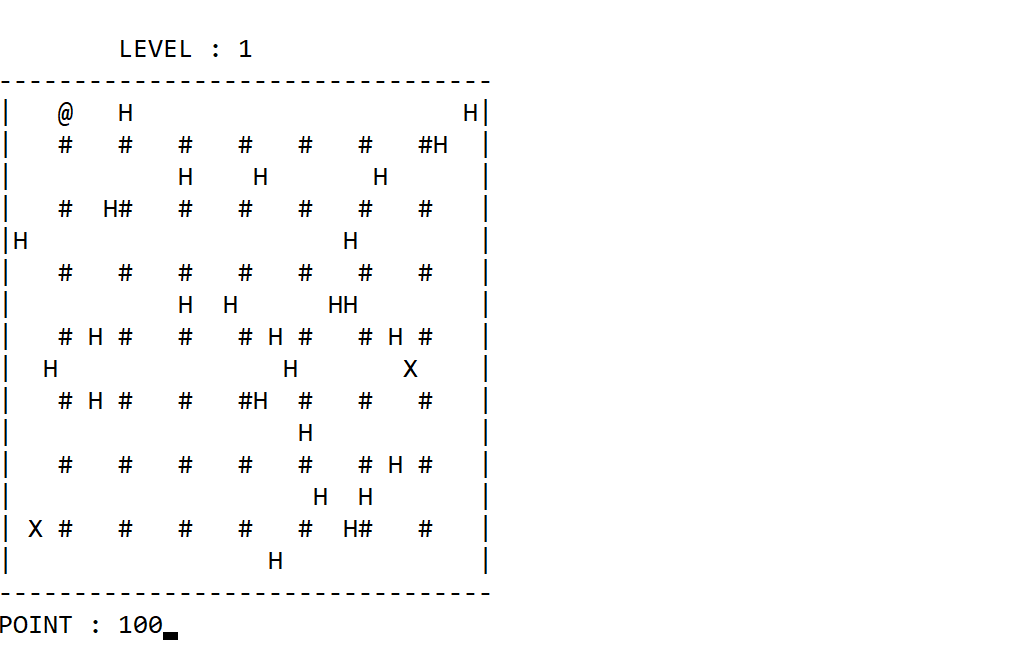 LEVEL : 1
---------------------------------
|   @   H                      H|
|   #   #   #   #   #   #   #H  |
|           H    H       H      |
|   #  H#   #   #   #   #   #   |
|H                     H        |
|   #   #   #   #   #   #   #   |
|           H  H      HH        |
|   # H #   #   # H #   # H #   |
|  H               H       X    |
|   # H #   #   #H  #   #   #   |
|                   H           |
|   #   #   #   #   #   # H #   |
|                    H  H       |
| X #   #   #   #   #  H#   #   |
|                 H             |
---------------------------------
POINT : 100